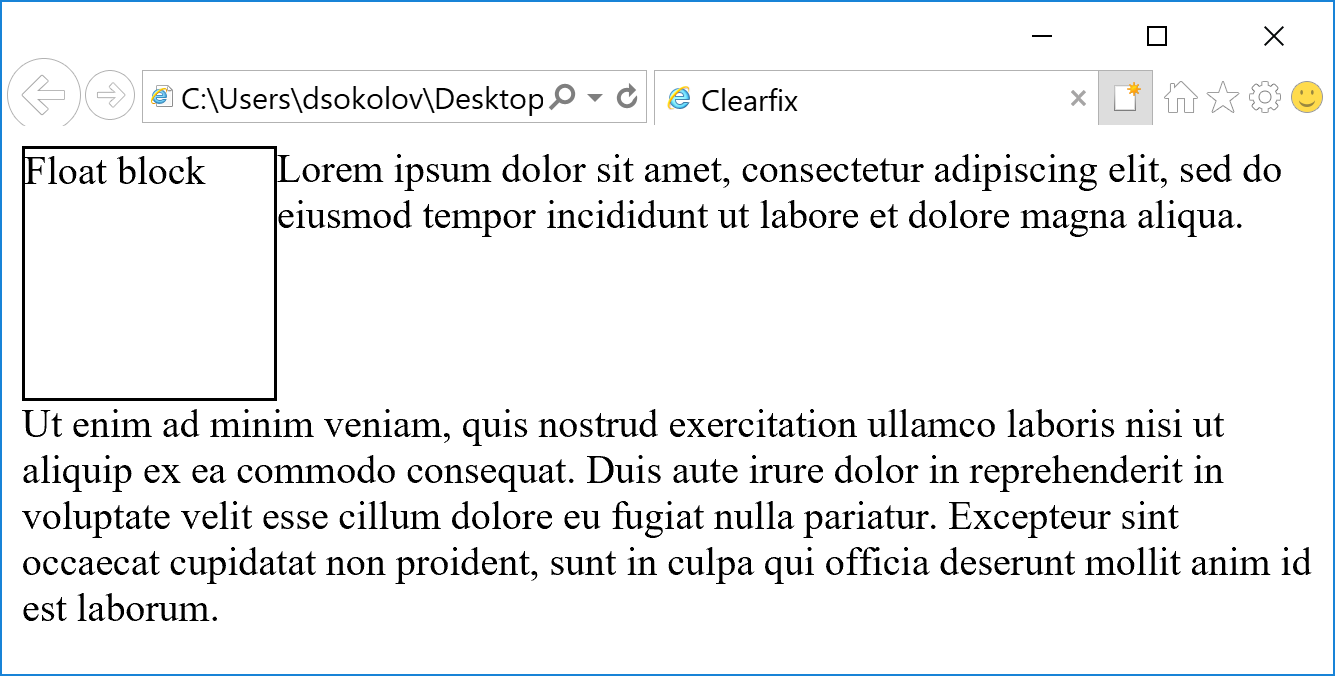 C:\Users\dsokolov\Desktop
Clearfix
Float block
Lorem ipsum dolor sit amet, consectetur adipiscing elit, sed do
eiusmod tempor incididunt ut labore et dolore magna aliqua.
Ut enim ad minim veniam, quis nostrud exercitation ullamco laboris nisi ut
aliquip ex ea commodo consequat. Duis aute irure dolor in reprehenderit in
voluptate velit esse cillum dolore eu fugiat nulla pariatur. Excepteur sint
occaecat cupidatat non proident, sunt in culpa qui officia deserunt mollit anim id
est laborum.